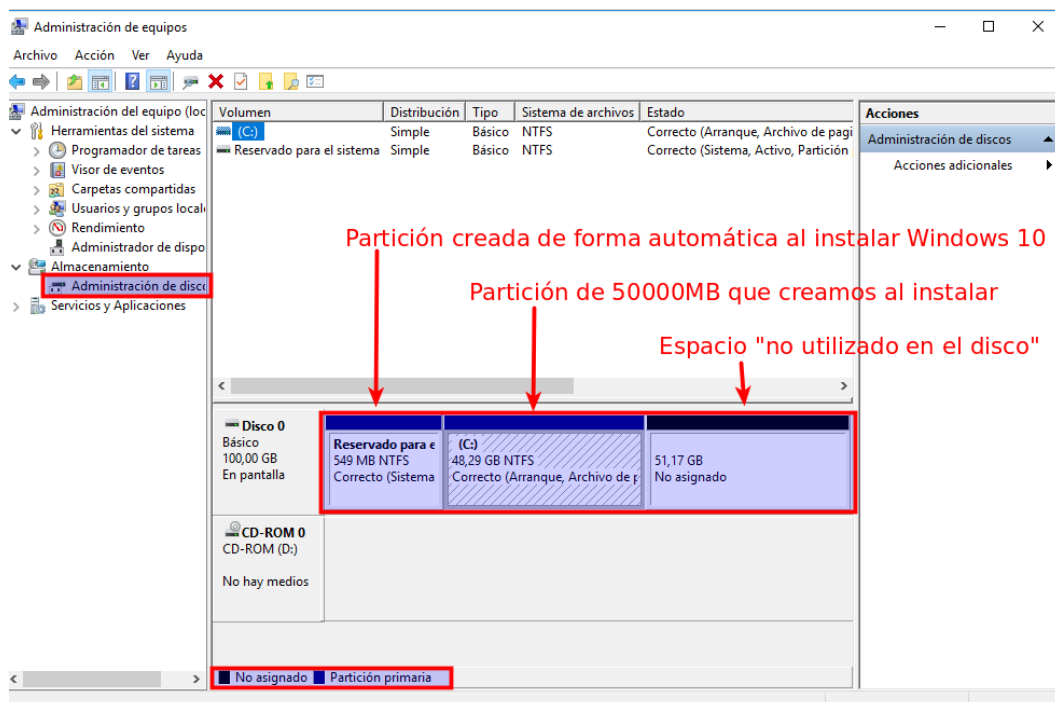 Administración de equipos
Archivo Acción Ver Ayuda
Administración del equipo (loc
Herramientas del sistema
Programador de tareas
Visor de eventos
Carpetas compartidas
Usuarios y grupos locale
Rendimiento
Administrador de dispo
Almacenamiento
Administración de disco
Servicios y Aplicaciones
Volumen Distribución Tipo Sistema de archivos Estado
(C:) Simple Básico NTFS Correcto (Arranque, Archivo de pagi
Reservado para el sistema Simple Básico NTFS Correcto (Sistema, Activo, Partición
Acciones
Administración de discos
Acciones adicionales
Partición creada de forma automática al instalar Windows 10
Partición de 50000MB que creamos al instalar
Espacio "no utilizado en el disco"
Disco 0
Básico
100,00 GB
En pantalla
Reservado para e
549 MB NTFS
Correcto (Sistema
(C:)
48,29 GB NTFS
Correcto (Arranque, Archivo de p
51,17 GB
No asignado
CD-ROM 0
CD-ROM (D:)
No hay medios
No asignado Partición primaria